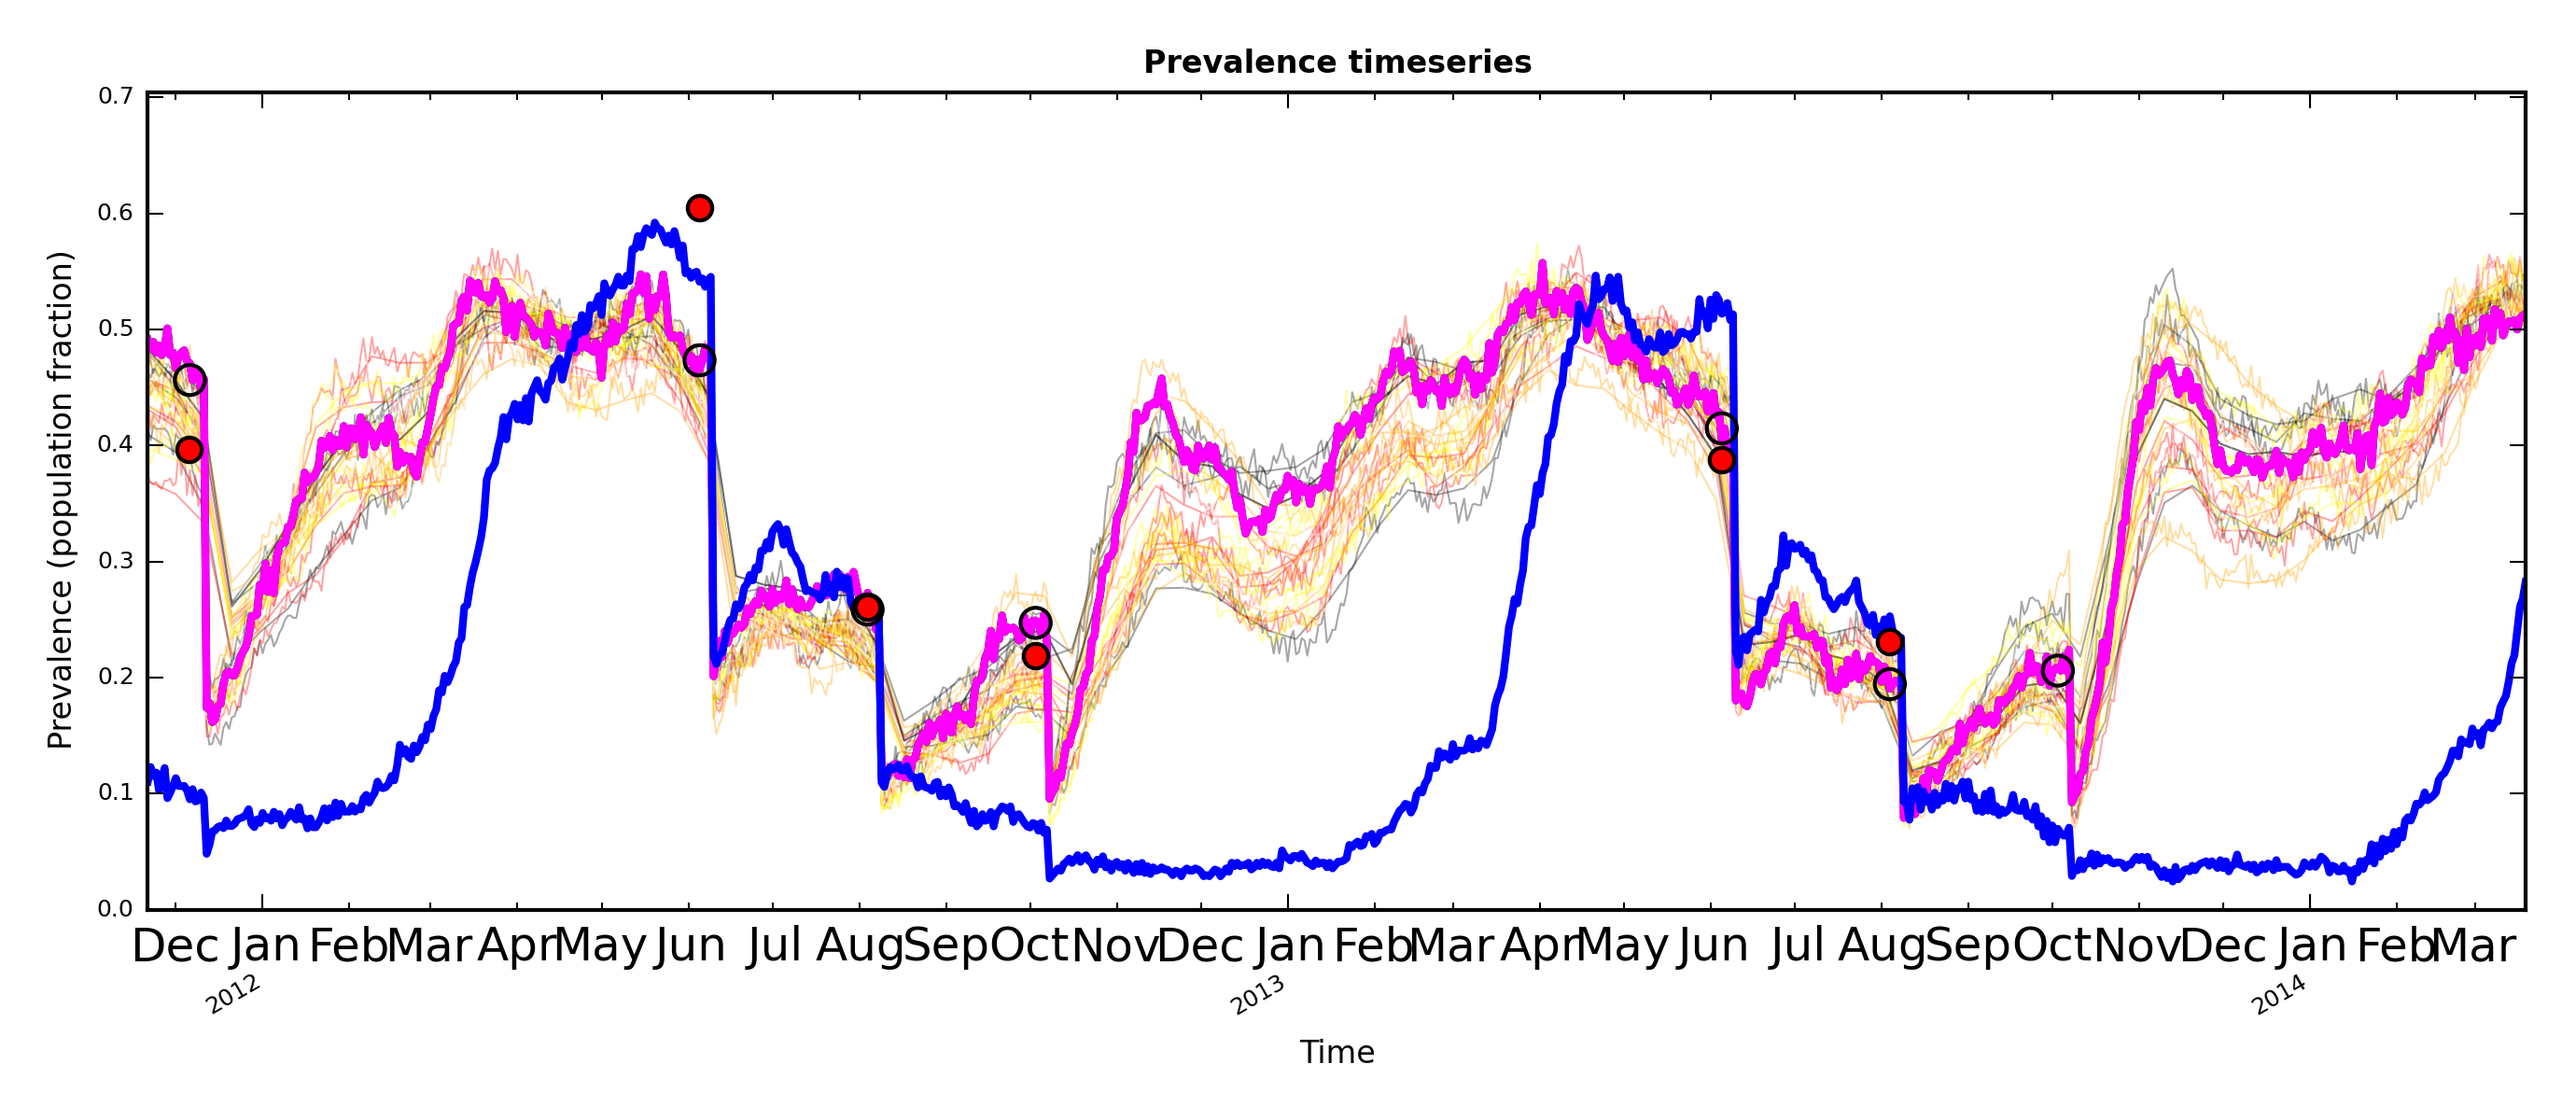 Prevalence timeseries
Prevalence (population fraction)
0.7
0.6
0.5
0.4
0.3
0.2
0.1
0.0
Dec Jan Feb Mar Apr May Jun Jul Aug Sep Oct Nov Dec Jan Feb Mar Apr May Jun Jul Aug Sep Oct Nov Dec Jan Feb Mar
2012 2013 2014
Time